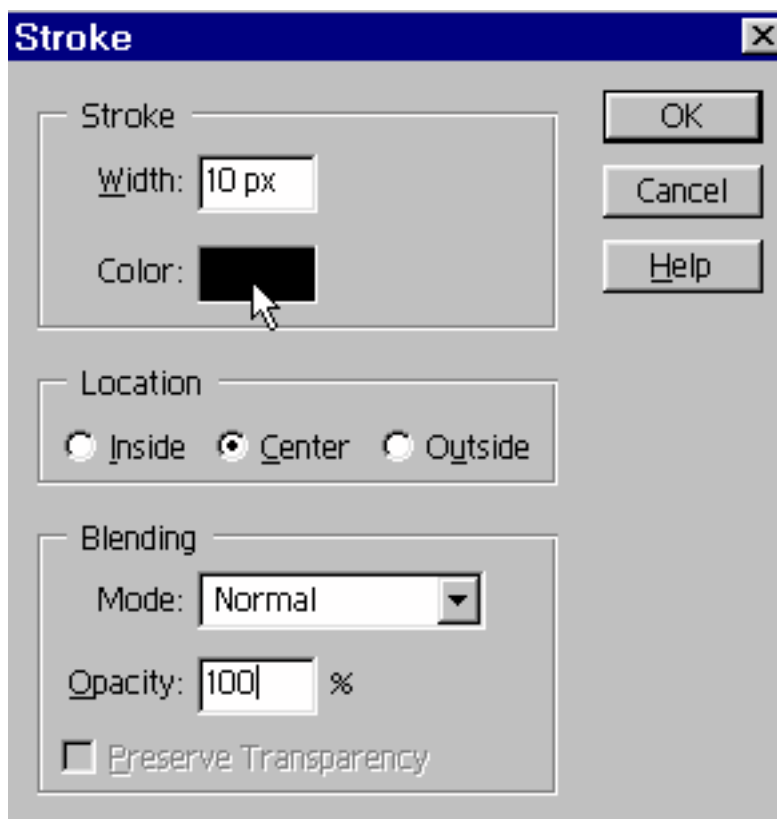 Stroke
Stroke
Width: 10 px
Color:
OK
Cancel
Help
Location
Inside Center Outside
Blending
Mode: Normal
Opacity: 100 %
Preserve Transparency